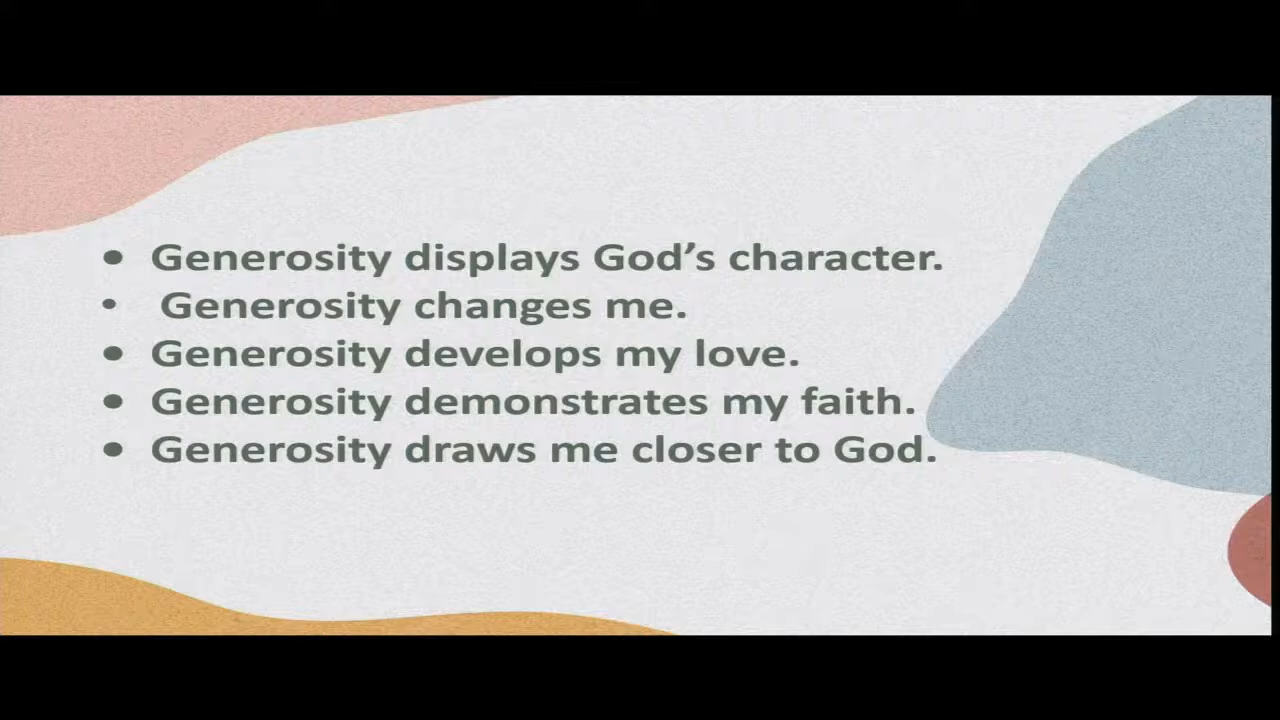 • Generosity displays God’s character.
• Generosity changes me.
• Generosity develops my love.
• Generosity demonstrates my faith.
• Generosity draws me closer to God.